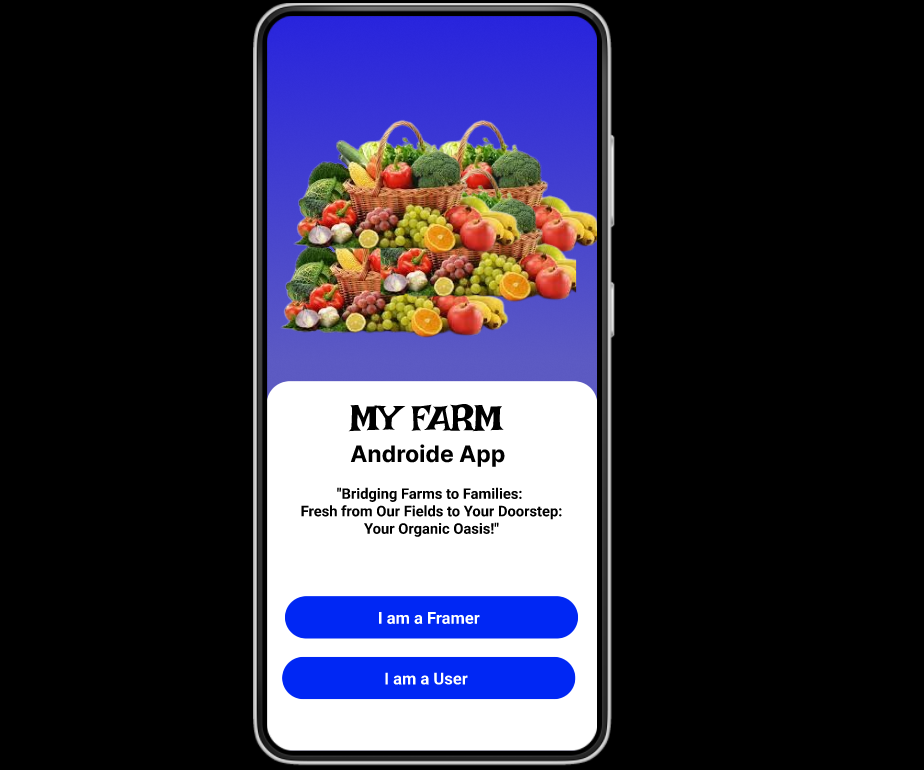 MY FARM
Androide App
"Bridging Farms to Families:
Fresh from Our Fields to Your Doorstep:
Your Organic Oasis!"
I am a Framer
I am a User